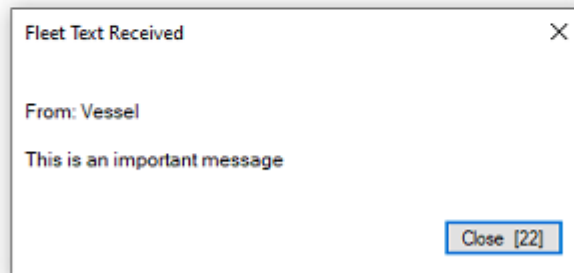 Fleet Text Received
From: Vessel
This is an important message
Close [22]